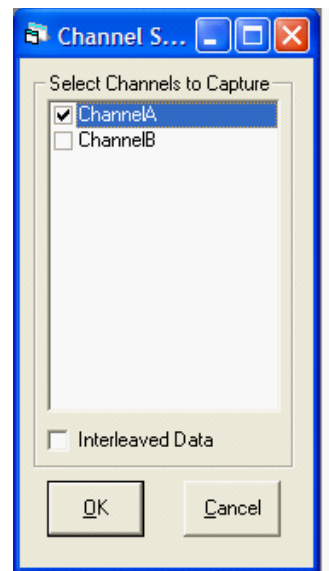 Channel S...
Select Channels to Capture
ChannelA
ChannelB
Interleaved Data
OK
Cancel